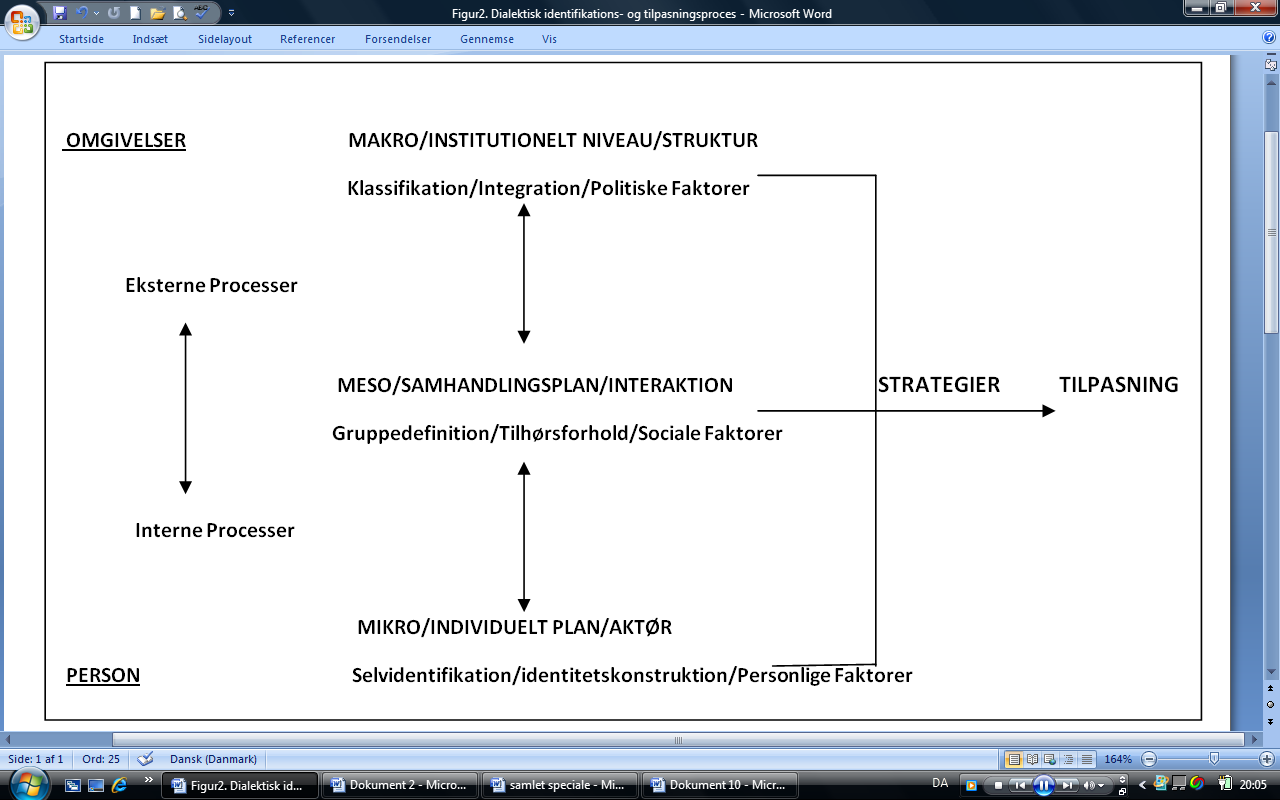 Figur2. Dialektisk identifikations- og tilpasningsproces - Microsoft Word
Startside Indsæt Sidelayout Referencer Forsendelser Gennemse Vis
OMGIVELSER MAKRO/INSTITUTIONELT NIVEAU/STRUKTUR
Klassifikation/Integration/Politiske Faktorer
Eksterne Processer
MESO/SAMHANDLINGSPLAN/INTERAKTION STRATEGIER TILPASNING
Gruppedefinition/Tilhørsforhold/Sociale Faktorer
Interne Processer
MIKRO/INDIVIDUELT PLAN/AKTØR
PERSON Selvidentifikation/identitetskonstruktion/Personlige Faktorer
Side: 1 af 1 Ord: 25 Dansk (Danmark) 164%
Figur2. Dialektisk id... Dokument 2 - Micro... samlet speciale - Mi... Dokument 10 - Micr... DA 20:05